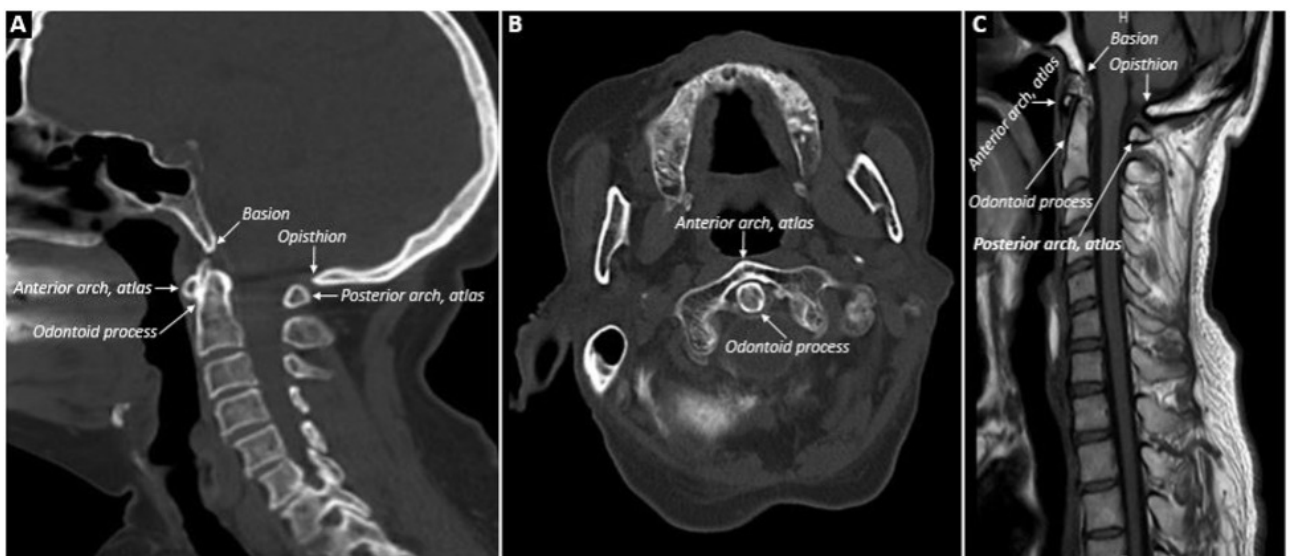 A
Basion
Opisthion
Anterior arch, atlas
Posterior arch, atlas
Odontoid process
B
Anterior arch, atlas
Odontoid process
C
H
Basion
Opisthion
Anterior arch, atlas
Odontoid process
Posterior arch, atlas